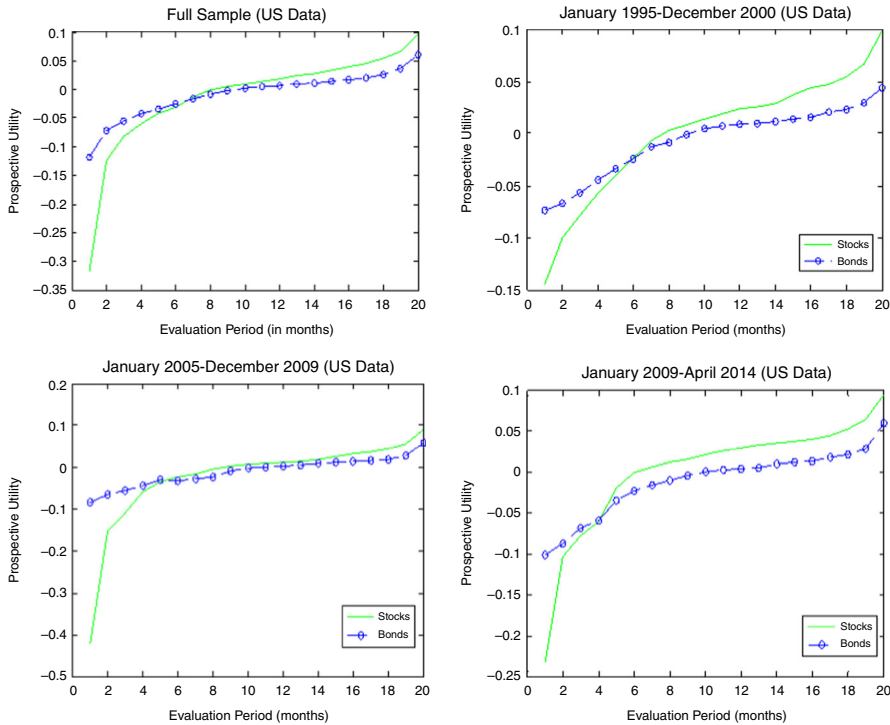 Full Sample (US Data)
0.1
0.05
0
−0.05
−0.1
−0.15
−0.2
−0.25
−0.3
−0.35
0 2 4 6 8 10 12 14 16 18 20
Prospective Utility
Evaluation Period (in months)
January 1995-December 2000 (US Data)
0.1
0.05
0
−0.05
−0.1
−0.15
0 2 4 6 8 10 12 14 16 18 20
Prospective Utility
Evaluation Period (months)
Stocks
Bonds
January 2005-December 2009 (US Data)
0.2
0.1
0
−0.1
−0.2
−0.3
−0.4
−0.5
0 2 4 6 8 10 12 14 16 18 20
Prospective Utility
Evaluation Period (months)
Stocks
Bonds
January 2009-April 2014 (US Data)
0.1
0.05
0
−0.05
−0.1
−0.15
−0.2
−0.25
0 2 4 6 8 10 12 14 16 18 20
Prospective Utility
Evaluation Period (months)
Stocks
Bonds